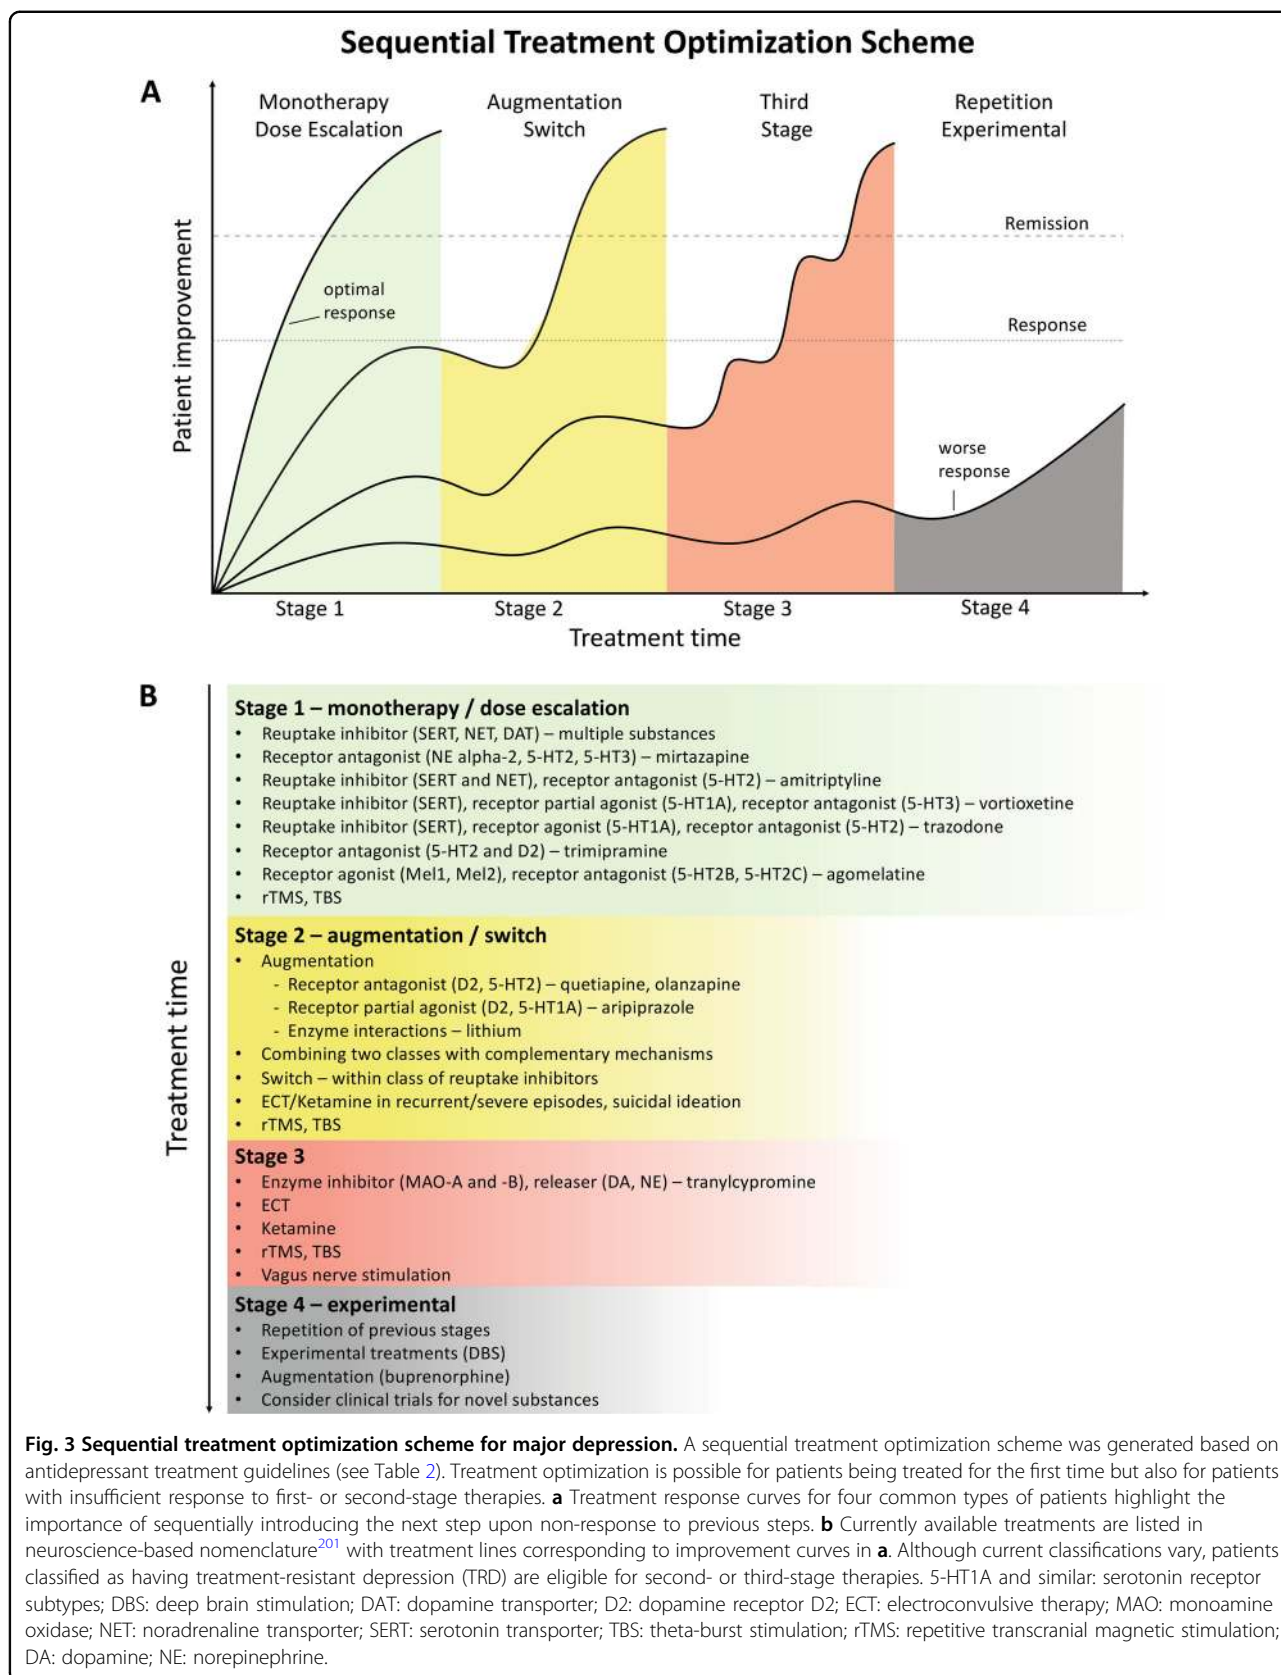 Sequential Treatment Optimization Scheme
A
Monotherapy
Dose Escalation
Augmentation
Switch
Third
Stage
Repetition
Experimental
Patient improvement
Remission
optimal
response
Response
worse
response
Stage 1
Stage 2
Stage 3
Stage 4
Treatment time
B
Treatment time
Stage 1 – monotherapy / dose escalation
• Reuptake inhibitor (SERT, NET, DAT) – multiple substances
• Receptor antagonist (NE alpha-2, 5-HT2, 5-HT3) – mirtazapine
• Reuptake inhibitor (SERT and NET), receptor antagonist (5-HT2) – amitriptyline
• Reuptake inhibitor (SERT), receptor partial agonist (5-HT1A), receptor antagonist (5-HT3) – vortioxetine
• Reuptake inhibitor (SERT), receptor agonist (5-HT1A), receptor antagonist (5-HT2) – trazodone
• Receptor antagonist (5-HT2 and D2) – trimipramine
• Receptor agonist (Mel1, Mel2), receptor antagonist (5-HT2B, 5-HT2C) – agomelatine
• rTMS, TBS
Stage 2 – augmentation / switch
• Augmentation
- Receptor antagonist (D2, 5-HT2) – quetiapine, olanzapine
- Receptor partial agonist (D2, 5-HT1A) – aripiprazole
- Enzyme interactions – lithium
• Combining two classes with complementary mechanisms
• Switch – within class of reuptake inhibitors
• ECT/Ketamine in recurrent/severe episodes, suicidal ideation
• rTMS, TBS
Stage 3
• Enzyme inhibitor (MAO-A and -B), releaser (DA, NE) – tranylcypromine
• ECT
• Ketamine
• rTMS, TBS
• Vagus nerve stimulation
Stage 4 – experimental
• Repetition of previous stages
• Experimental treatments (DBS)
• Augmentation (buprenorphine)
• Consider clinical trials for novel substances
Fig. 3 Sequential treatment optimization scheme for major depression. A sequential treatment optimization scheme was generated based on
antidepressant treatment guidelines (see Table 2). Treatment optimization is possible for patients being treated for the first time but also for patients
with insufficient response to first- or second-stage therapies. a Treatment response curves for four common types of patients highlight the
importance of sequentially introducing the next step upon non-response to previous steps. b Currently available treatments are listed in
neuroscience-based nomenclature201 with treatment lines corresponding to improvement curves in a. Although current classifications vary, patients
classified as having treatment-resistant depression (TRD) are eligible for second- or third-stage therapies. 5-HT1A and similar: serotonin receptor
subtypes; DBS: deep brain stimulation; DAT: dopamine transporter; D2: dopamine receptor D2; ECT: electroconvulsive therapy; MAO: monoamine
oxidase; NET: noradrenaline transporter; SERT: serotonin transporter; TBS: theta-burst stimulation; rTMS: repetitive transcranial magnetic stimulation;
DA: dopamine; NE: norepinephrine.